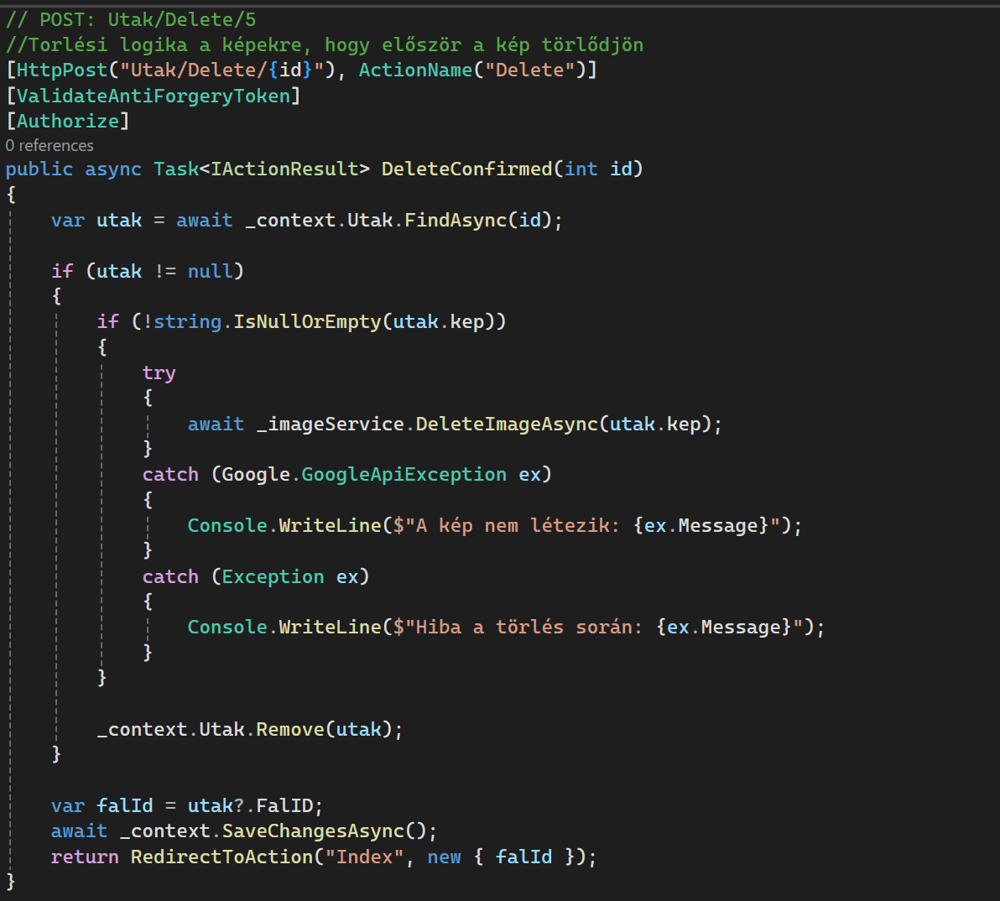 // POST: Utak/Delete/5
//Torlési logika a képekre, hogy először a kép törlődjön
[HttpPost("Utak/Delete/{id}"), ActionName("Delete")]
[ValidateAntiForgeryToken]
[Authorize]
0 references
public async Task<IActionResult> DeleteConfirmed(int id)
{
    var utak = await _context.Utak.FindAsync(id);

    if (utak != null)
    {
        if (!string.IsNullOrEmpty(utak.kep))
        {
            try
            {
                await _imageService.DeleteImageAsync(utak.kep);
            }
            catch (Google.GoogleApiException ex)
            {
                Console.WriteLine($"A kép nem létezik: {ex.Message}");
            }
            catch (Exception ex)
            {
                Console.WriteLine($"Hiba a törlés során: {ex.Message}");
            }
        }

        _context.Utak.Remove(utak);
    }

    var falId = utak?.FalID;
    await _context.SaveChangesAsync();
    return RedirectToAction("Index", new { falId });
}